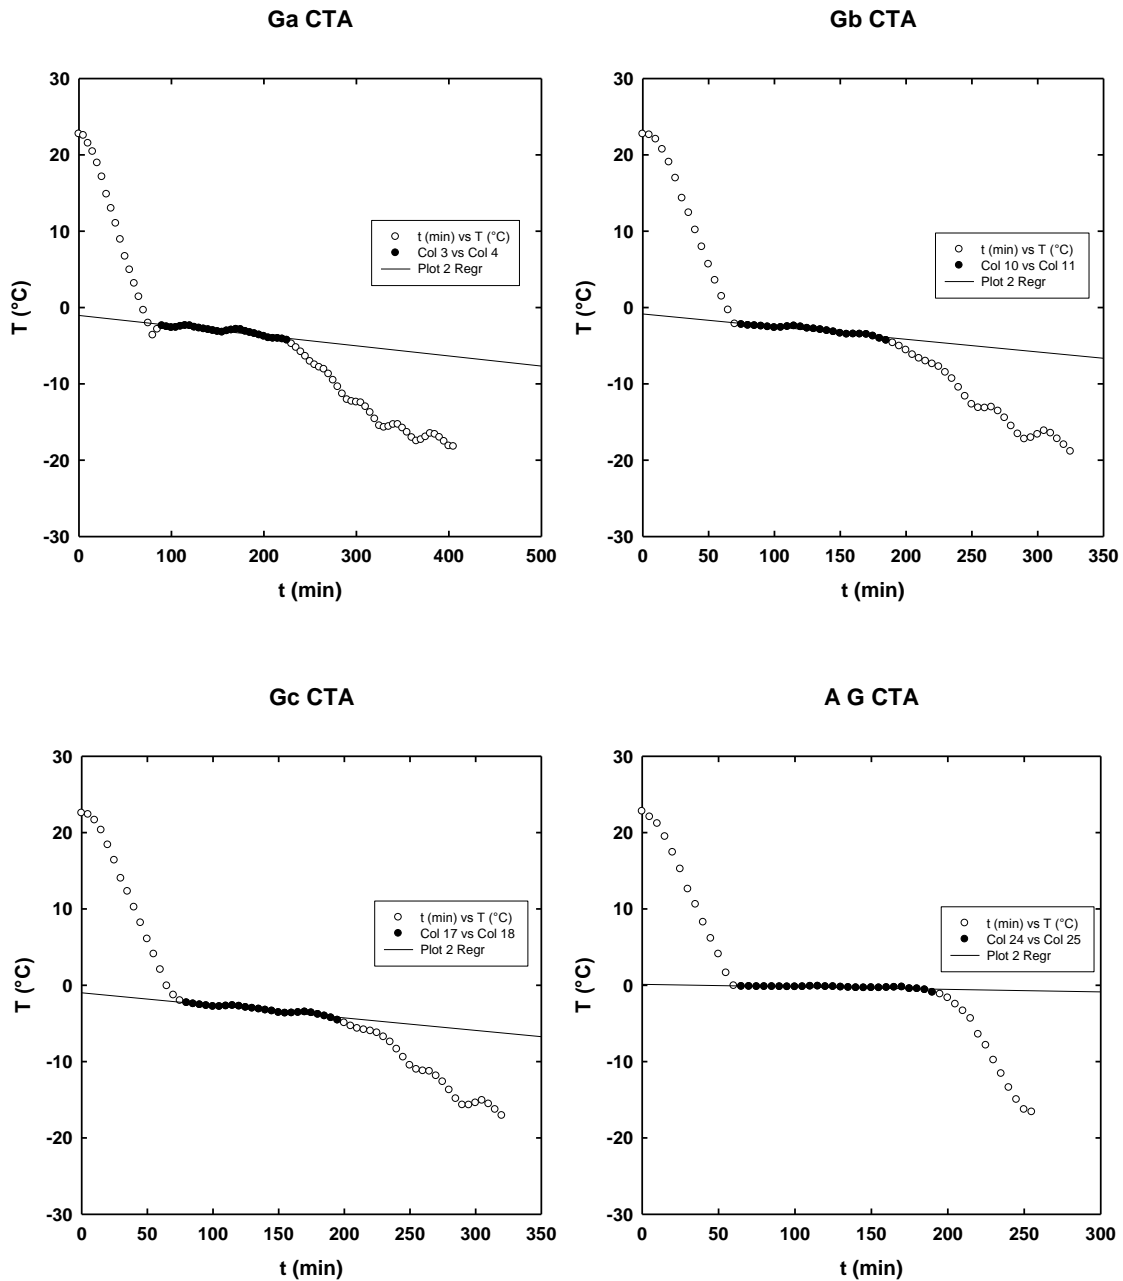 Ga CTA
Gb CTA
30
20
10
0
-10
-20
-30
T (°C)
t (min) vs T (°C)
Col 3 vs Col 4
Plot 2 Regr
0 100 200 300 400 500
t (min)
30
20
10
0
-10
-20
-30
T (°C)
t (min) vs T (°C)
Col 10 vs Col 11
Plot 2 Regr
0 50 100 150 200 250 300 350
t (min)
Gc CTA
A G CTA
30
20
10
0
-10
-20
-30
T (°C)
t (min) vs T (°C)
Col 17 vs Col 18
Plot 2 Regr
0 50 100 150 200 250 300 350
t (min)
30
20
10
0
-10
-20
-30
T (°C)
t (min) vs T (°C)
Col 24 vs Col 25
Plot 2 Regr
0 50 100 150 200 250 300
t (min)